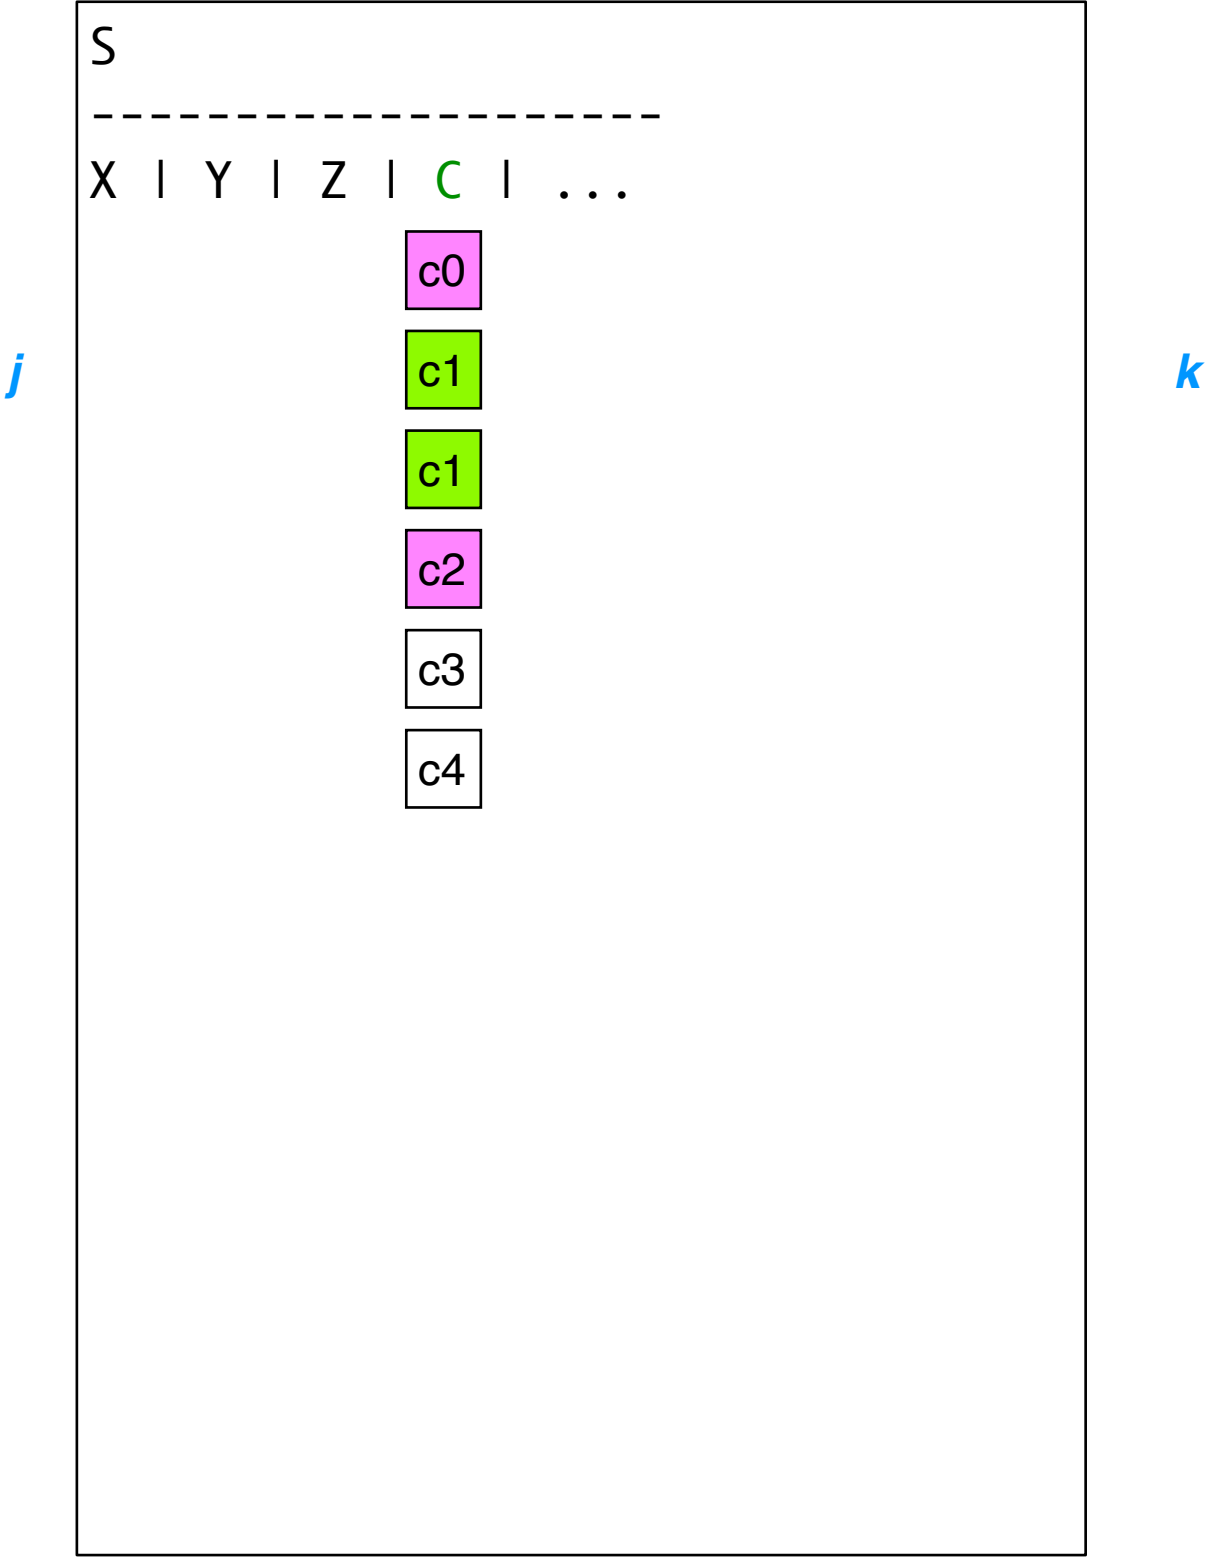 S
--------------------
X | Y | Z | C | ...
c0
j
c1
k
c1
c2
c3
c4